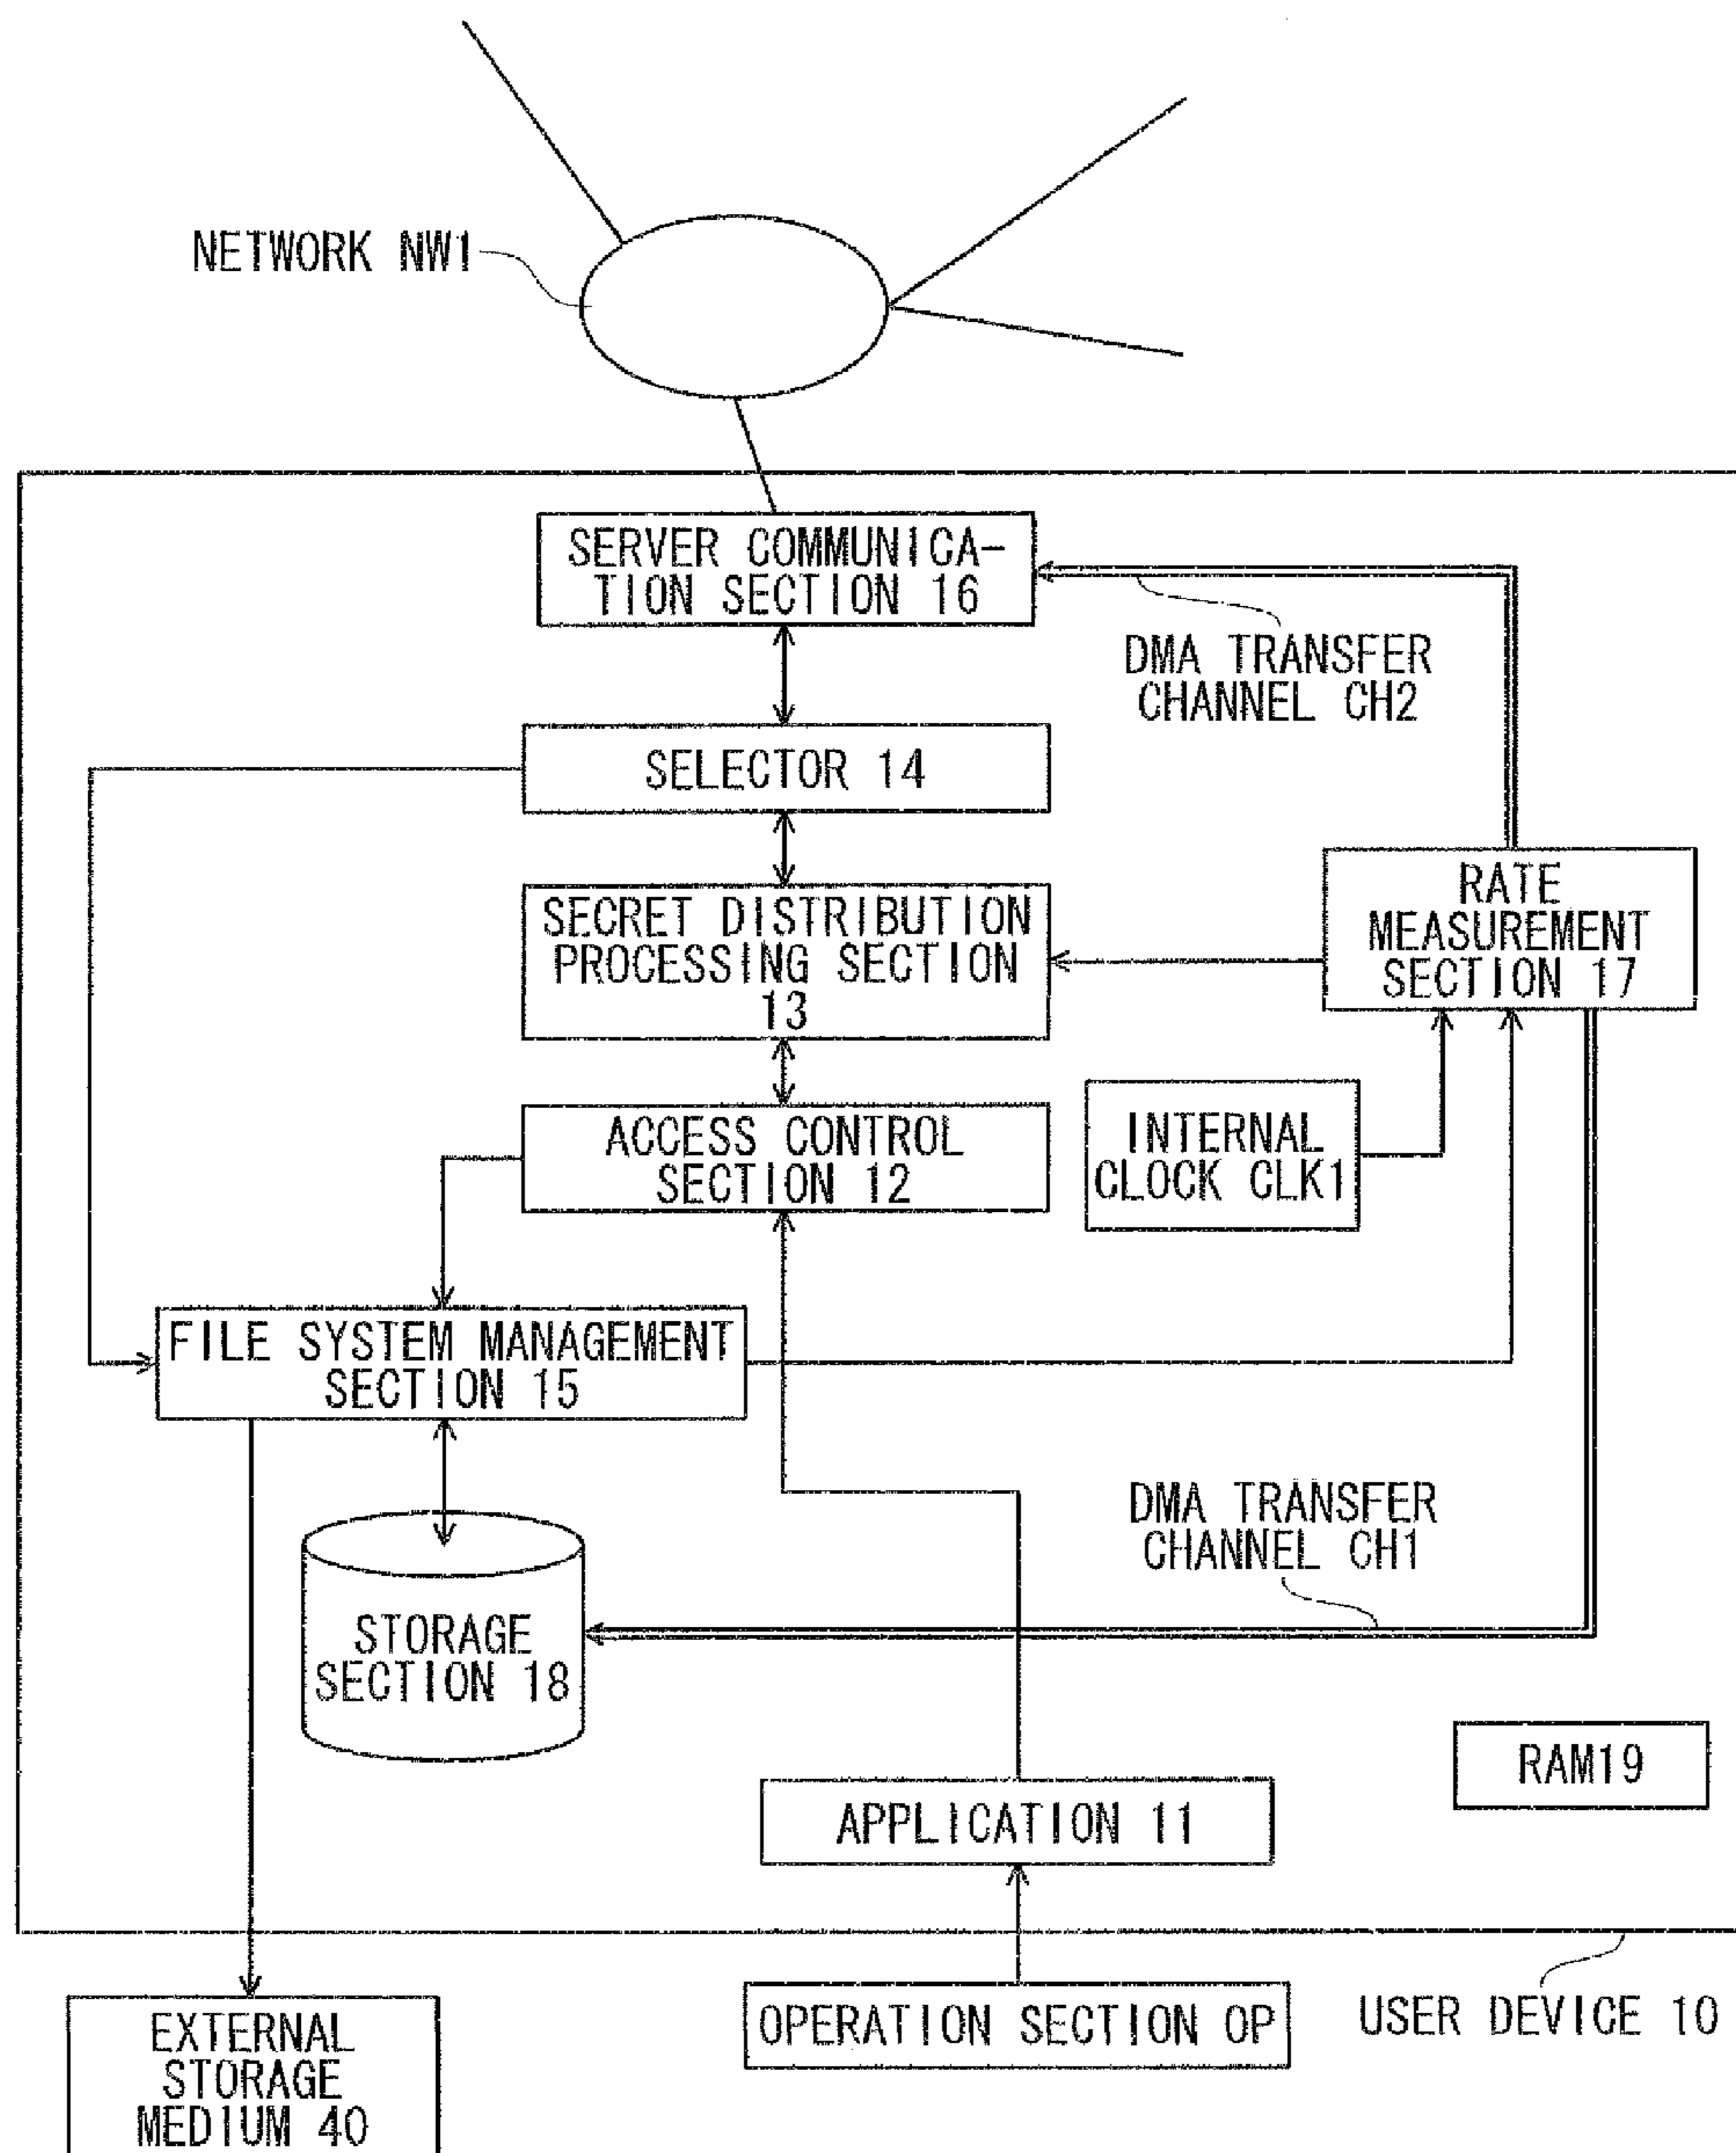 NETWORK NW1
SERVER COMMUNICA-
TION SECTION 16
DMA TRANSFER
CHANNEL CH2
SELECTOR 14
SECRET DISTRIBUTION
PROCESSING SECTION
13
RATE
MEASUREMENT
SECTION 17
ACCESS CONTROL
SECTION 12
INTERNAL
CLOCK CLK1
FILE SYSTEM MANAGEMENT
SECTION 15
DMA TRANSFER
CHANNEL CH1
STORAGE
SECTION 18
RAM19
APPLICATION 11
OPERATION SECTION OP
USER DEVICE 10
EXTERNAL
STORAGE
MEDIUM 40